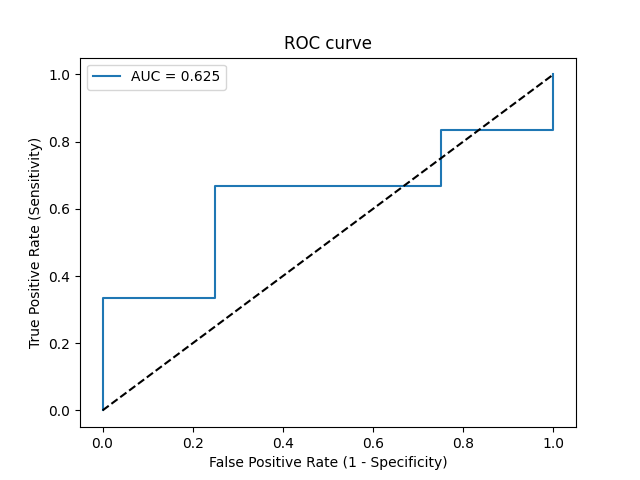 ROC curve
AUC = 0.625
True Positive Rate (Sensitivity)
1.0
0.8
0.6
0.4
0.2
0.0
0.0 0.2 0.4 0.6 0.8 1.0
False Positive Rate (1 - Specificity)